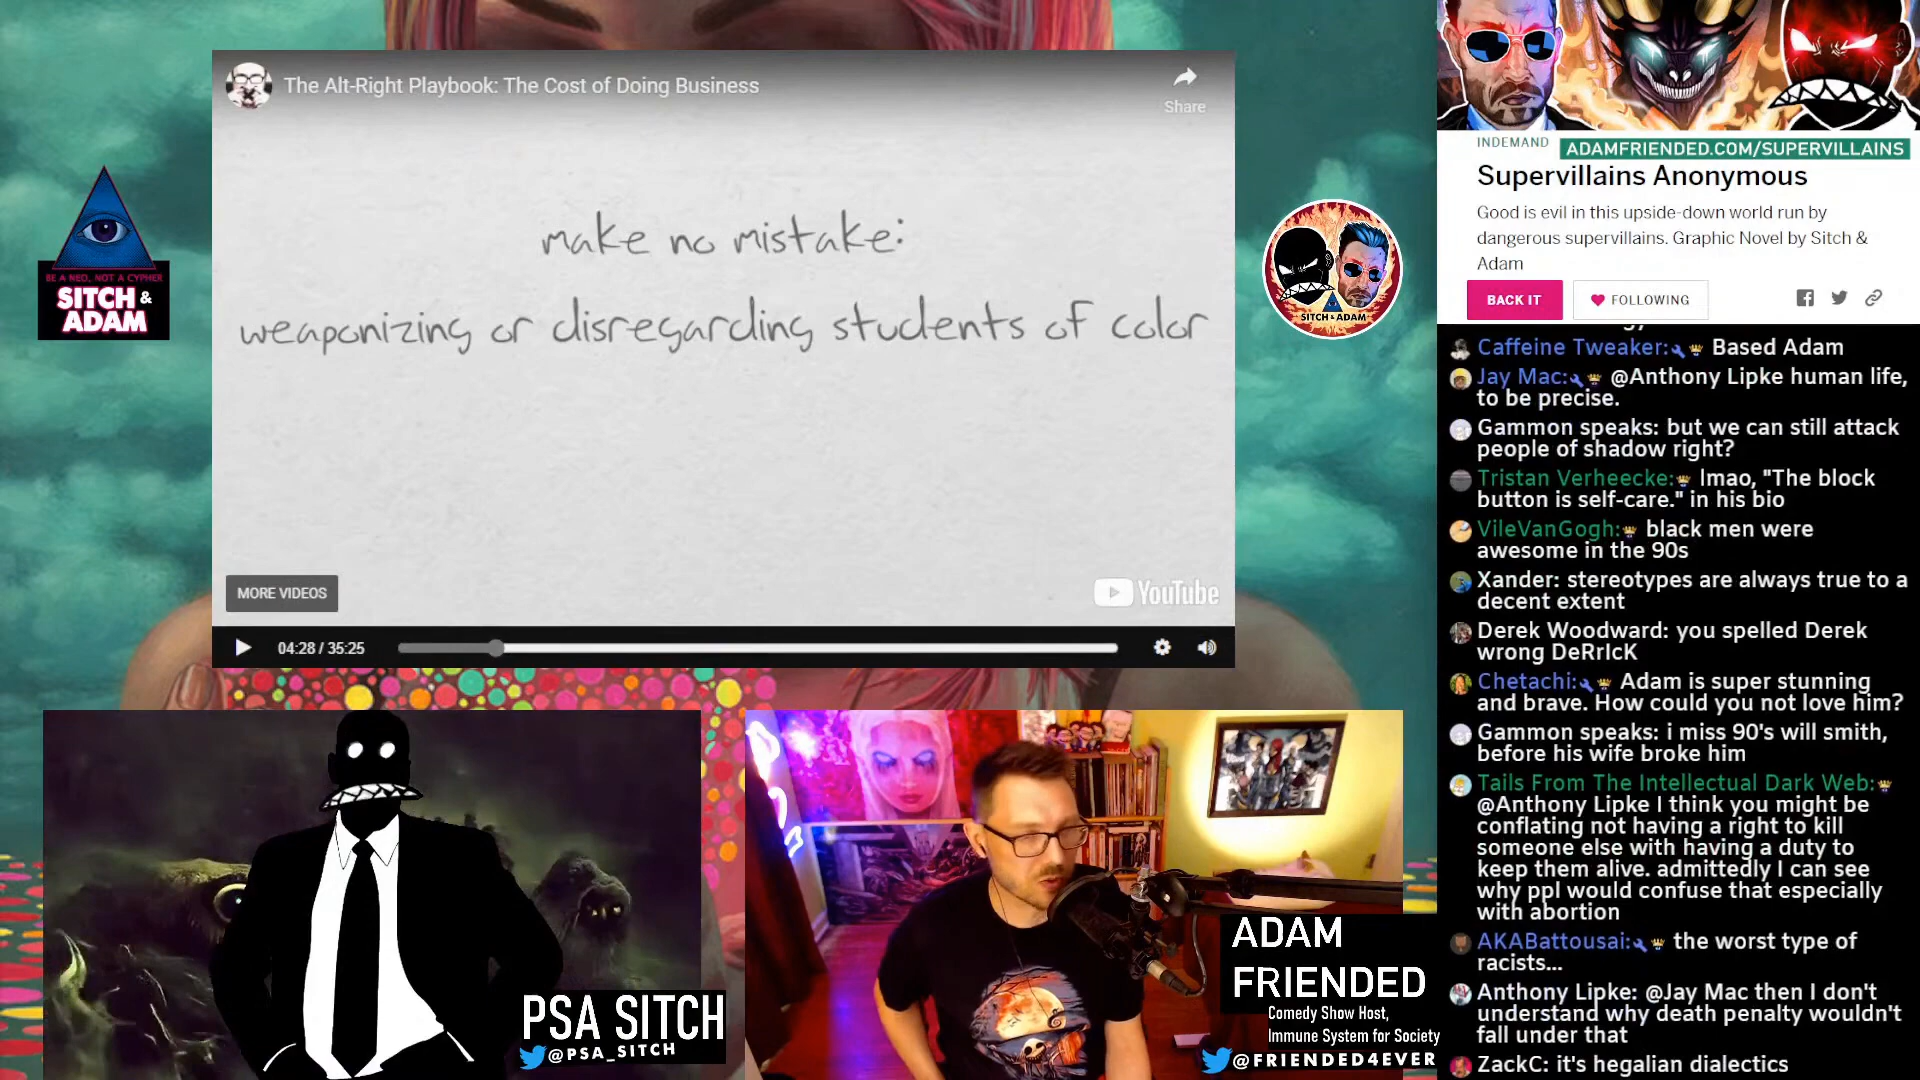 The Alt-Right Playbook: The Cost of Doing Business
Share
make no mistake:
weaponizing or disregarding students of color
MORE VIDEOS
YouTube
04:28 / 35:25
BE A NEO, NOT A CYPHER
SITCH &
ADAM
SITCH & ADAM
INDEMAND
ADAMFRIENDED.COM/SUPERVILLAINS
Supervillains Anonymous
Good is evil in this upside-down world run by
dangerous supervillains. Graphic Novel by Sitch &
Adam
BACK IT
FOLLOWING
Caffeine Tweaker: Based Adam
Jay Mac: @Anthony Lipke human life,
to be precise.
Gammon speaks: but we can still attack
people of shadow right?
Tristan Verheecke: lmao, "The block
button is self-care." in his bio
VileVanGogh: black men were
awesome in the 90s
Xander: stereotypes are always true to a
decent extent
Derek Woodward: you spelled Derek
wrong DeRrIcK
Chetachi: Adam is super stunning
and brave. How could you not love him?
Gammon speaks: i miss 90's will smith,
before his wife broke him
Tails From The Intellectual Dark Web:
@Anthony Lipke I think you might be
conflating not having a right to kill
someone else with having a duty to
keep them alive. admittedly I can see
why ppl would confuse that especially
with abortion
AKABattousai: the worst type of
racists...
Anthony Lipke: @Jay Mac then I don't
understand why death penalty wouldn't
fall under that
ZackC: it's hegalian dialectics
PSA SITCH
@PSA_SITCH
ADAM
FRIENDED
Comedy Show Host,
Immune System for Society
@FRIENDED4EVER